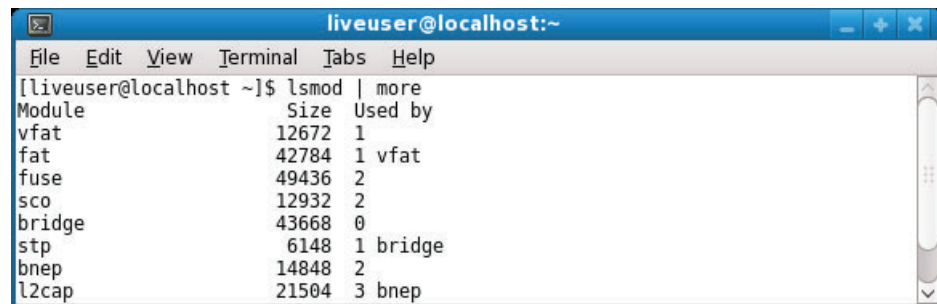 liveuser@localhost:~
File Edit View Terminal Tabs Help
[liveuser@localhost ~]$ lsmod | more
Module                  Size  Used by
vfat                   12672  1
fat                    42784  1 vfat
fuse                   49436  2
sco                    12932  2
bridge                 43668  0
stp                     6148  1 bridge
bnep                   14848  2
l2cap                  21504  3 bnep